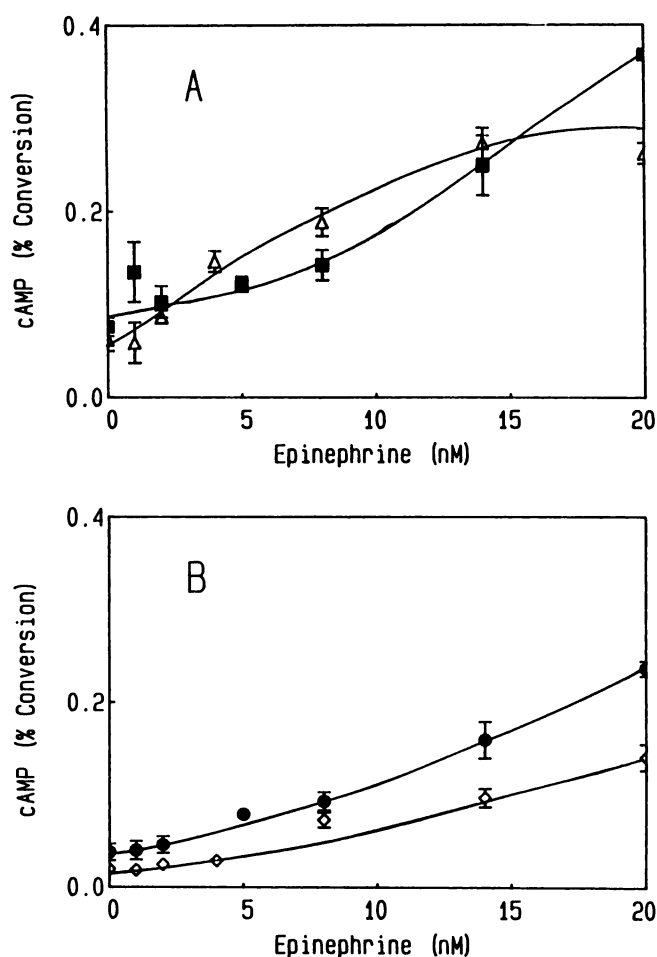 A
0.4
0.2
0.0
cAMP (% Conversion)
0 5 10 15 20
Epinephrine (nM)
B
0.4
0.2
0.0
cAMP (% Conversion)
0 5 10 15 20
Epinephrine (nM)